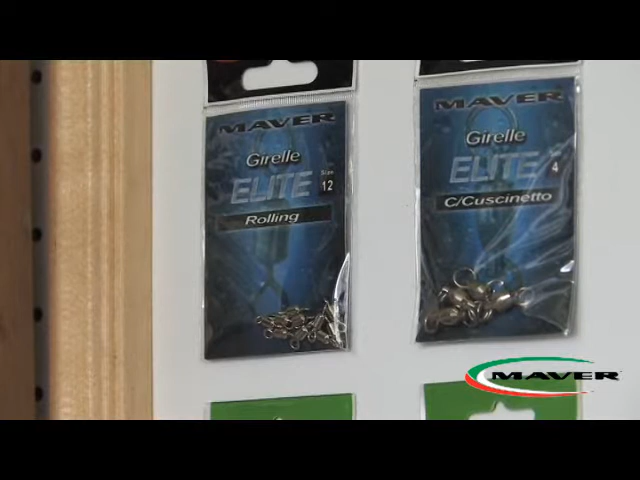 MAVER
Girelle
ELITE
Size
12
Rolling
MAVER
Girelle
ELITE
4
C/Cuscinetto
MAVER